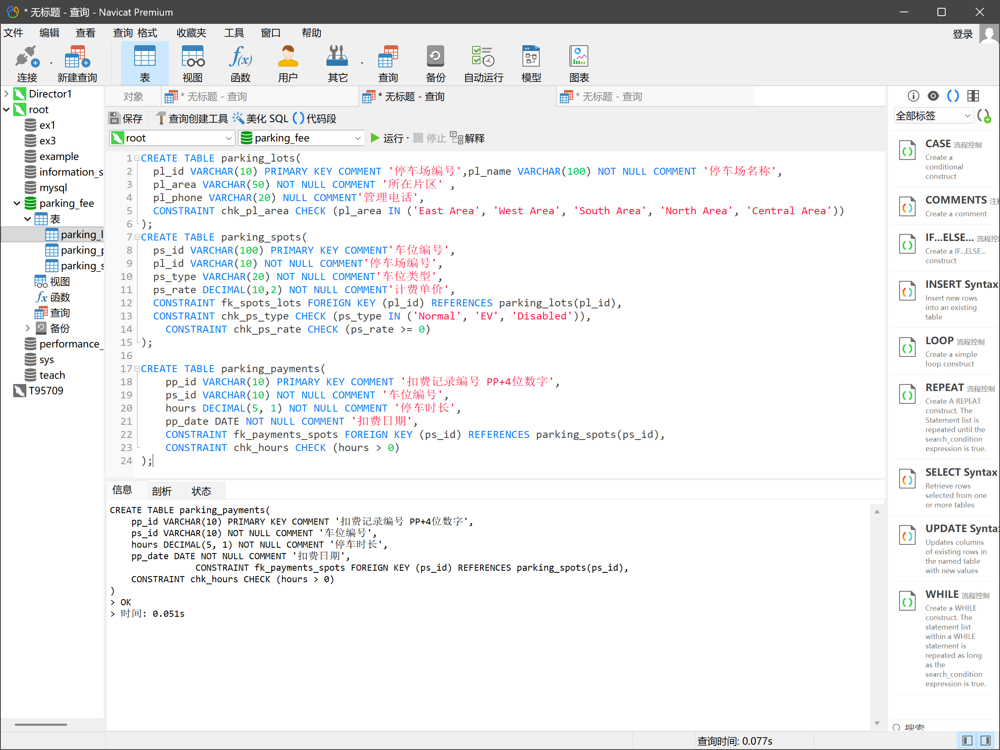 * 无标题 - 查询 - Navicat Premium
文件 编辑 查看 查询 格式 收藏夹 工具 窗口 帮助 登录
连接 新建查询 表 视图 函数 用户 其它 查询 备份 自动运行 模型 图表
Director1
root
ex1
ex3
example
information_s
mysql
parking_fee
表
parking_l
parking_p
parking_s
视图
函数
查询
备份
performance_
sys
teach
T95709
对象 * 无标题 - 查询 * 无标题 - 查询 * 无标题 - 查询
保存 查询创建工具 美化 SQL 代码段
root parking_fee 运行 停止 解释
1 CREATE TABLE parking_lots(
2 pl_id VARCHAR(10) PRIMARY KEY COMMENT '停车场编号',pl_name VARCHAR(100) NOT NULL COMMENT '停车场名称',
3 pl_area VARCHAR(50) NOT NULL COMMENT '所在片区' ,
4 pl_phone VARCHAR(20) NULL COMMENT'管理电话',
5 CONSTRAINT chk_pl_area CHECK (pl_area IN ('East Area', 'West Area', 'South Area', 'North Area', 'Central Area'))
6 );
7 CREATE TABLE parking_spots(
8 ps_id VARCHAR(100) PRIMARY KEY COMMENT'车位编号',
9 pl_id VARCHAR(10) NOT NULL COMMENT'停车场编号',
10 ps_type VARCHAR(20) NOT NULL COMMENT'车位类型',
11 ps_rate DECIMAL(10,2) NOT NULL COMMENT'计费单价',
12 CONSTRAINT fk_spots_lots FOREIGN KEY (pl_id) REFERENCES parking_lots(pl_id),
13 CONSTRAINT chk_ps_type CHECK (ps_type IN ('Normal', 'EV', 'Disabled')),
14 CONSTRAINT chk_ps_rate CHECK (ps_rate >= 0)
15 );
16
17 CREATE TABLE parking_payments(
18 pp_id VARCHAR(10) PRIMARY KEY COMMENT '扣费记录编号 PP+4位数字',
19 ps_id VARCHAR(10) NOT NULL COMMENT '车位编号',
20 hours DECIMAL(5, 1) NOT NULL COMMENT '停车时长',
21 pp_date DATE NOT NULL COMMENT '扣费日期',
22 CONSTRAINT fk_payments_spots FOREIGN KEY (ps_id) REFERENCES parking_spots(ps_id),
23 CONSTRAINT chk_hours CHECK (hours > 0)
24 );
信息 剖析 状态
CREATE TABLE parking_payments(
pp_id VARCHAR(10) PRIMARY KEY COMMENT '扣费记录编号 PP+4位数字',
ps_id VARCHAR(10) NOT NULL COMMENT '车位编号',
hours DECIMAL(5, 1) NOT NULL COMMENT '停车时长',
pp_date DATE NOT NULL COMMENT '扣费日期',
CONSTRAINT fk_payments_spots FOREIGN KEY (ps_id) REFERENCES parking_spots(ps_id),
CONSTRAINT chk_hours CHECK (hours > 0)
)
> OK
> 时间: 0.051s
全部标签
CASE 流程控制
Create a
conditional
construct
COMMENTS 注释
Create a comment
IF...ELSE... 流程控制
Create a IF...ELSE...
construct
INSERT Syntax
Insert new rows
into an existing
table
LOOP 流程控制
Create a simple
loop construct
REPEAT 流程控制
Create A REPEAT
construct. The
Statement list is
repeated until the
search_condition
expression is true.
SELECT Syntax
Retrieve rows
selected from one
or more tables
UPDATE Syntax
Updates columns
of existing rows in
the named table
with new values
WHILE 流程控制
Create a WHILE
construct. The
statement list
within a WHILE
statement is
repeated as long
as the
search_condition
expression is true.
搜索
查询时间: 0.077s